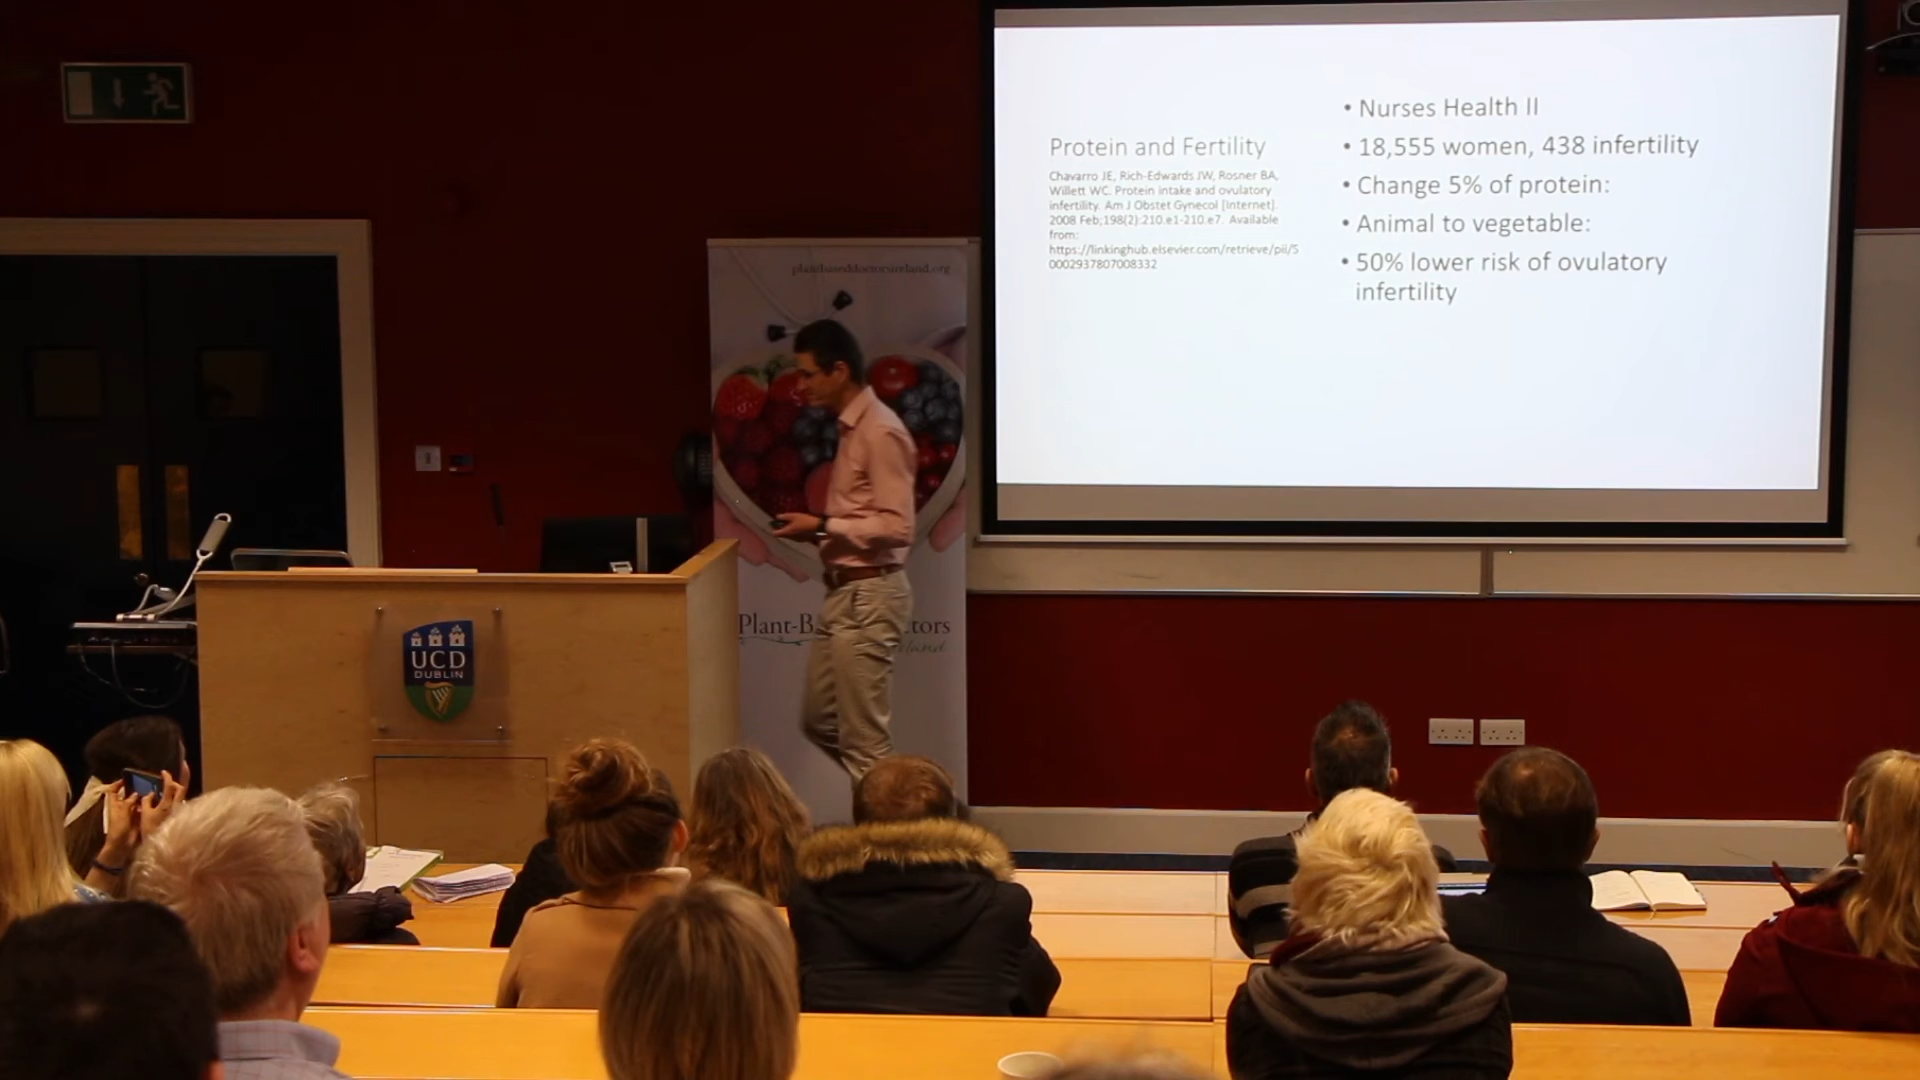 Protein and Fertility
Chavarro JE, Rich-Edwards JW, Rosner BA,
Willett WC. Protein intake and ovulatory
infertility. Am J Obstet Gynecol [Internet].
2008 Feb;198(2):210.e1-210.e7. Available
from:
https://linkinghub.elsevier.com/retrieve/pii/S
0002937807008332
• Nurses Health II
• 18,555 women, 438 infertility
• Change 5% of protein:
• Animal to vegetable:
• 50% lower risk of ovulatory
infertility
plantbaseddoctorsireland.org
Plant-B
ctors
eland
UCD
DUBLIN